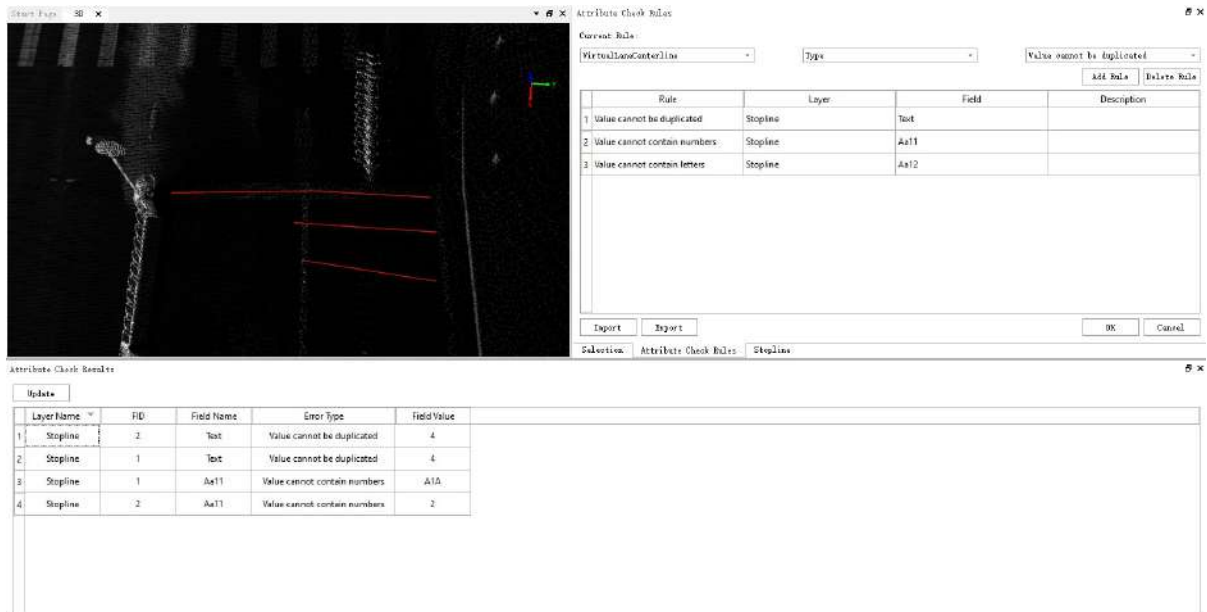 Start Page 3D
Attribute Check Rules
Current Rule:
VirtualLaneCenterline Type Value cannot be duplicated
Add Rule Delete Rule
Rule Layer Field Description
1 Value cannot be duplicated Stopline Text
2 Value cannot contain numbers Stopline Aa11
3 Value cannot contain letters Stopline Aa12
Import Export OK Cancel
Selection Attribute Check Rules Stopline
Attribute Check Results
Update
Layer Name FID Field Name Error Type Field Value
1 Stopline 2 Text Value cannot be duplicated 4
2 Stopline 1 Text Value cannot be duplicated 4
3 Stopline 1 Aa11 Value cannot contain numbers A1A
4 Stopline 2 Aa11 Value cannot contain numbers 2